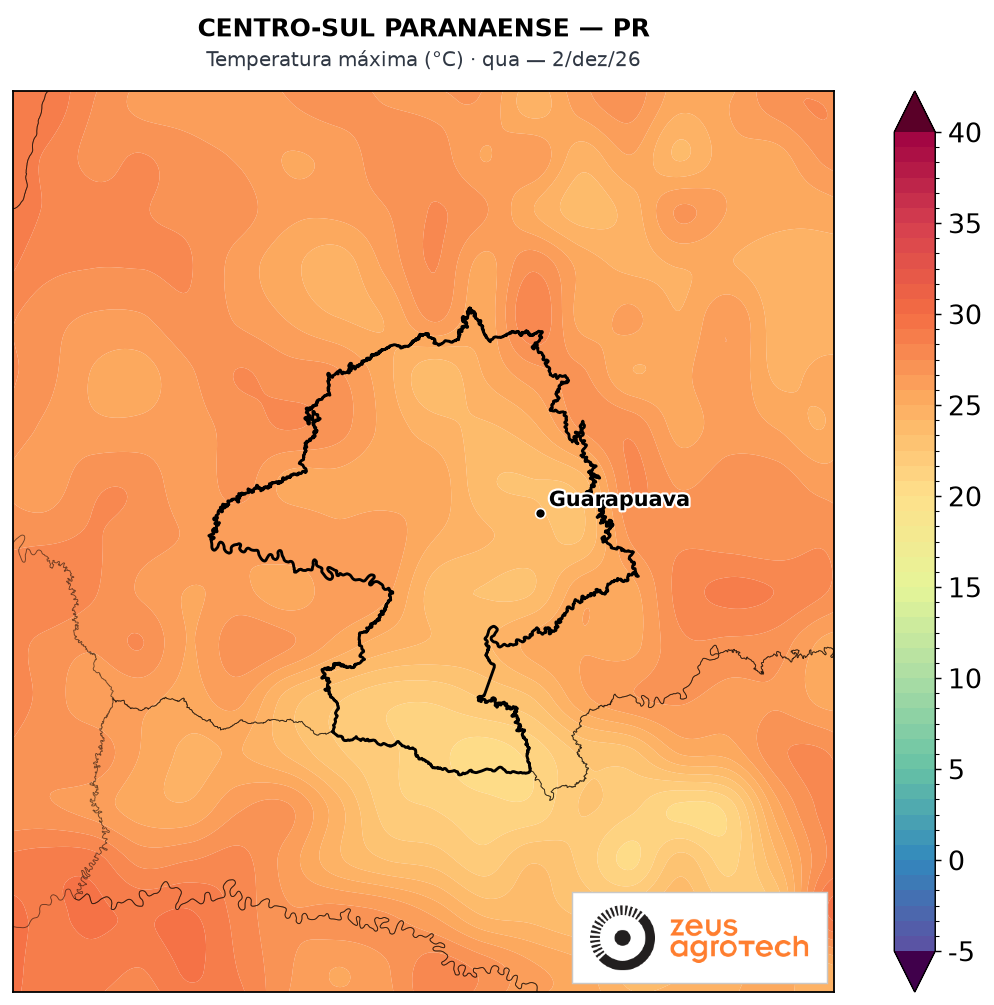 CENTRO-SUL PARANAENSE — PR
Temperatura máxima (°C) · qua — 2/dez/26
40
35
30
25
20
15
10
5
0
-5
Guarapuava
zeus
agrotech